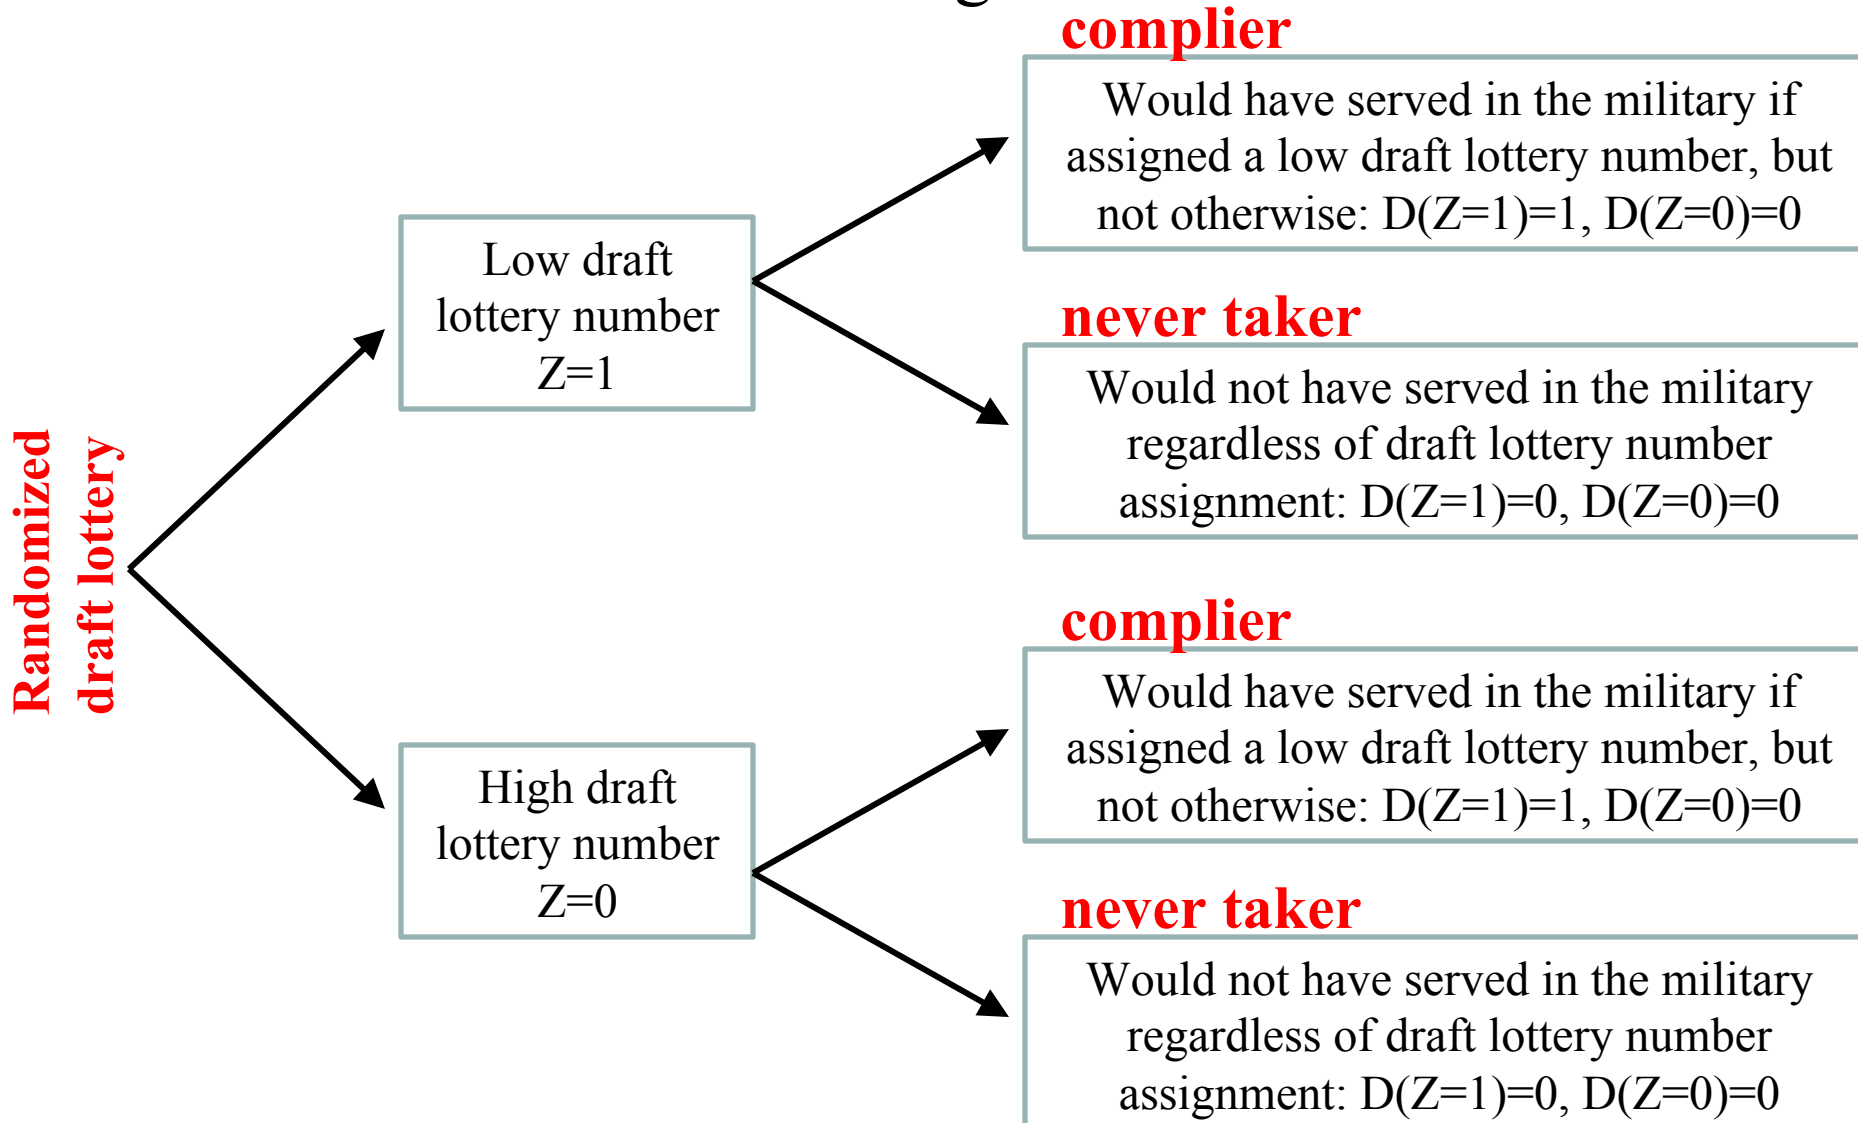 Randomized
draft lottery
Low draft
lottery number
Z=1
High draft
lottery number
Z=0
complier
Would have served in the military if
assigned a low draft lottery number, but
not otherwise: D(Z=1)=1, D(Z=0)=0
never taker
Would not have served in the military
regardless of draft lottery number
assignment: D(Z=1)=0, D(Z=0)=0
complier
Would have served in the military if
assigned a low draft lottery number, but
not otherwise: D(Z=1)=1, D(Z=0)=0
never taker
Would not have served in the military
regardless of draft lottery number
assignment: D(Z=1)=0, D(Z=0)=0